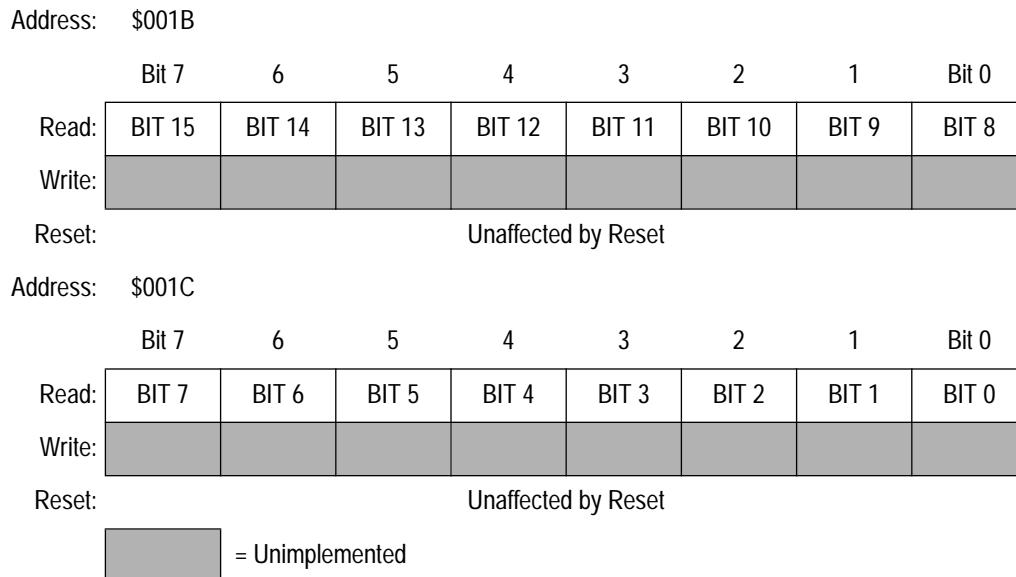 Address: $001B
Bit 7 6 5 4 3 2 1 Bit 0
Read: BIT 15 BIT 14 BIT 13 BIT 12 BIT 11 BIT 10 BIT 9 BIT 8
Write:
Reset: Unaffected by Reset
Address: $001C
Bit 7 6 5 4 3 2 1 Bit 0
Read: BIT 7 BIT 6 BIT 5 BIT 4 BIT 3 BIT 2 BIT 1 BIT 0
Write:
Reset: Unaffected by Reset
= Unimplemented